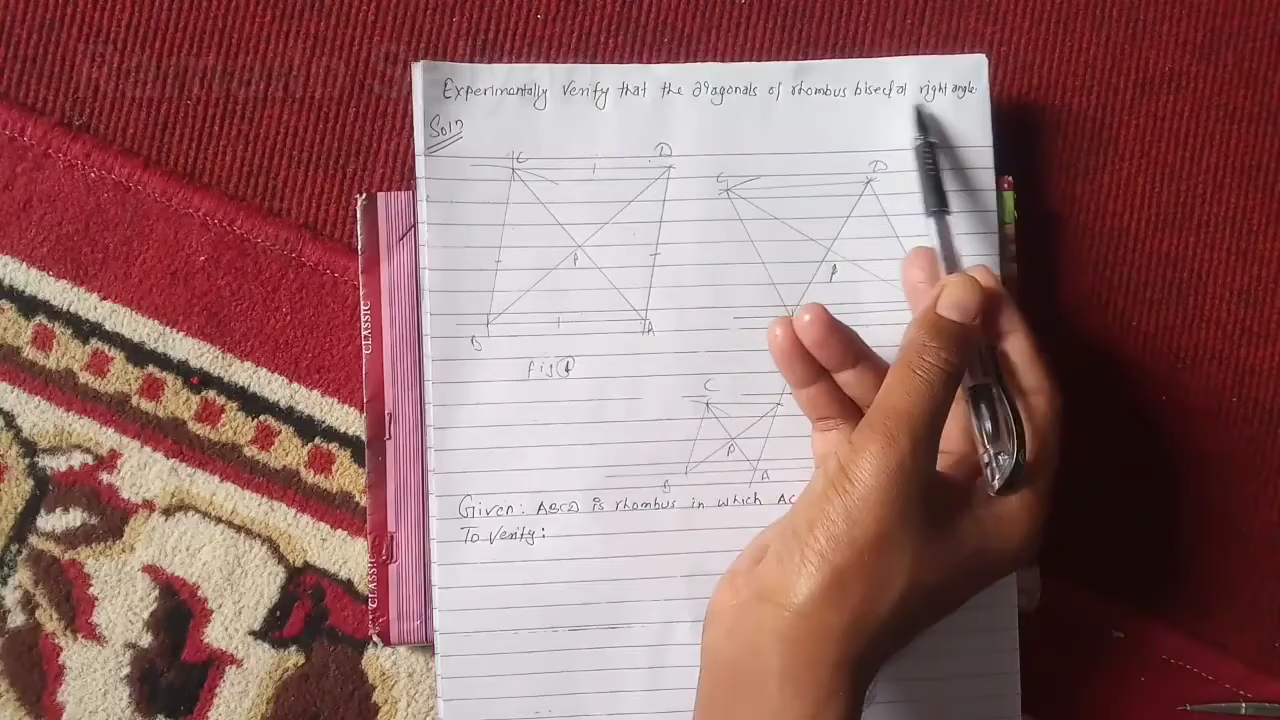 Experimentally Verify that the diagonals of rhombus bisect at right angle.
Soln
C D
C D
P
P
B A
fig 1
C
P
B A
Given: ABCD is rhombus in which AC
To Verify:
CLASSIC
CLASSIC